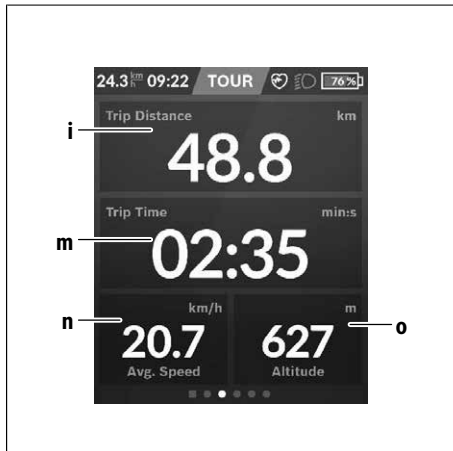 24.3 km/h 09:22 TOUR 76%
Trip Distance km
i
48.8
Trip Time min:s
m
02:35
km/h m
n o
20.7 627
Avg. Speed Altitude